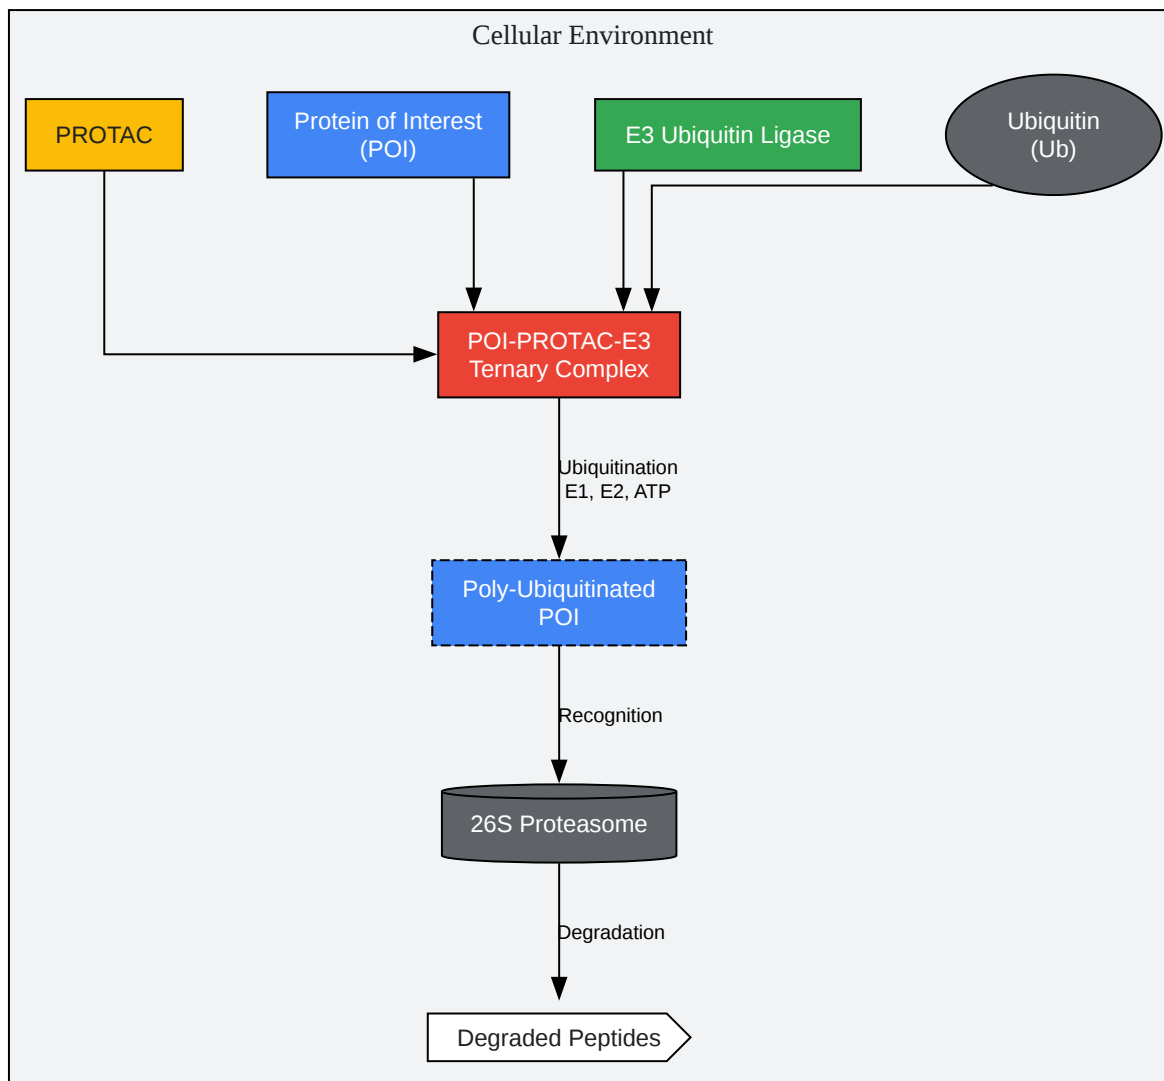 Cellular Environment
PROTAC
Protein of Interest
(POI)
E3 Ubiquitin Ligase
Ubiquitin
(Ub)
POI-PROTAC-E3
Ternary Complex
Ubiquitination
E1, E2, ATP
Poly-Ubiquitinated
POI
Recognition
26S Proteasome
Degradation
Degraded Peptides